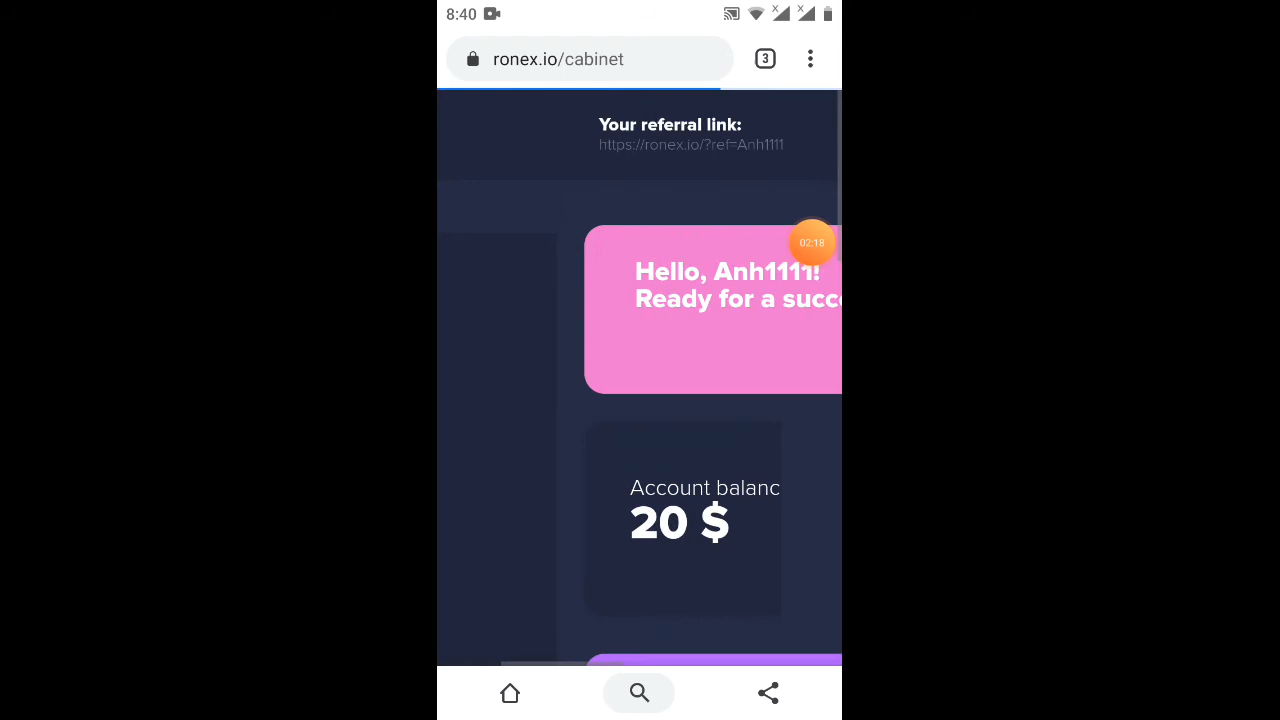 8:40
ronex.io/cabinet
3
Your referral link:
https://ronex.io/?ref=Anh1111
02:18
Hello, Anh1111!
Ready for a succe
Account balanc
20 $